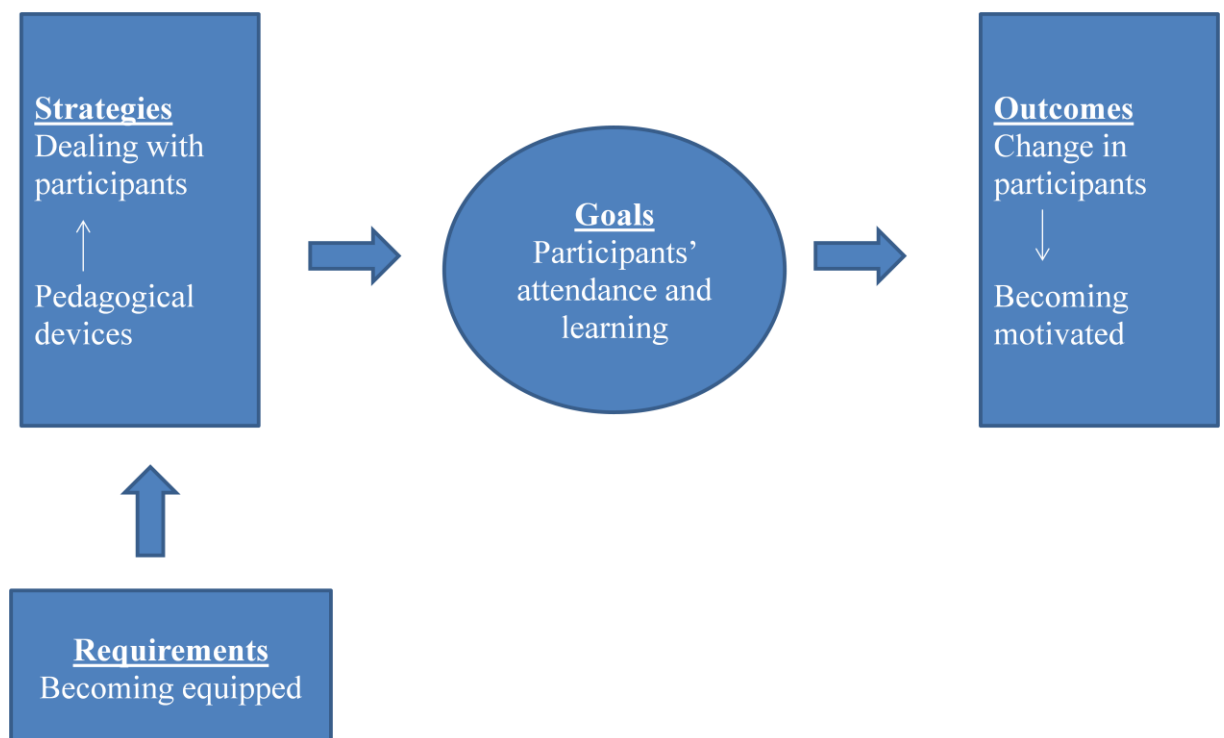 Strategies
Dealing with
participants
Pedagogical
devices
Goals
Participants’
attendance and
learning
Outcomes
Change in
participants
Becoming
motivated
Requirements
Becoming equipped